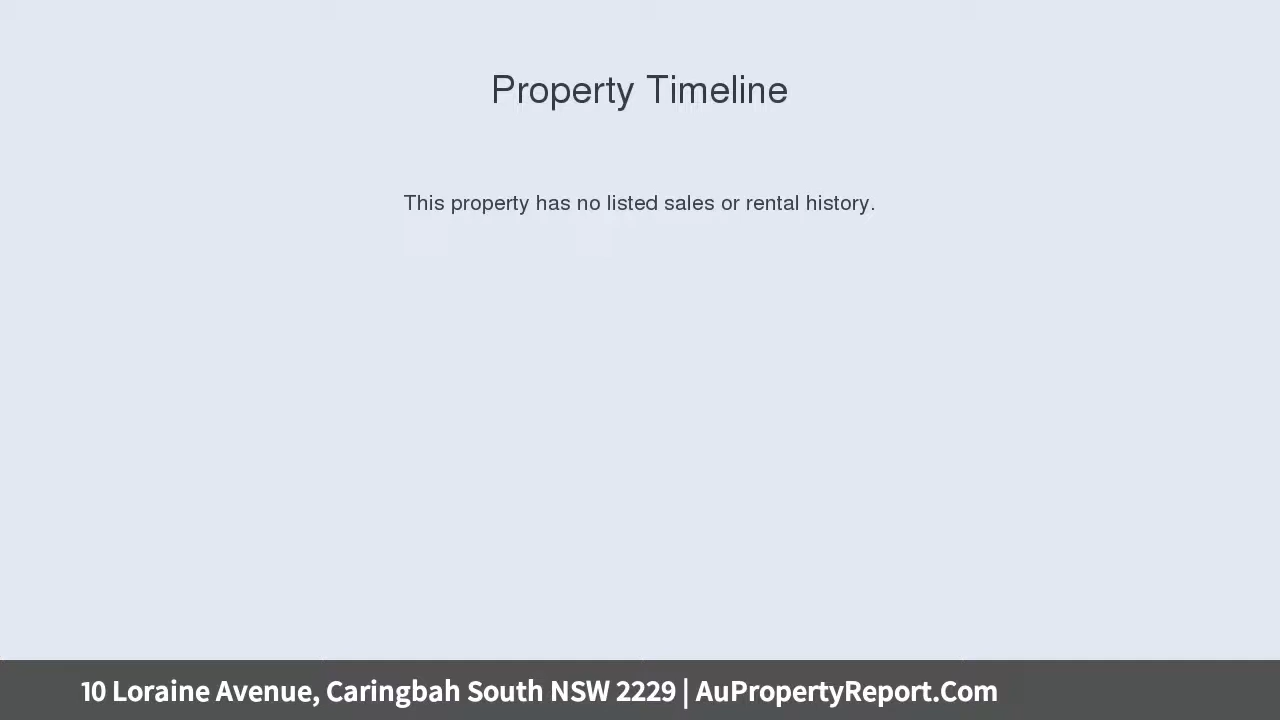 Property Timeline
This property has no listed sales or rental history.
10 Loraine Avenue, Caringbah South NSW 2229 | AuPropertyReport.Com